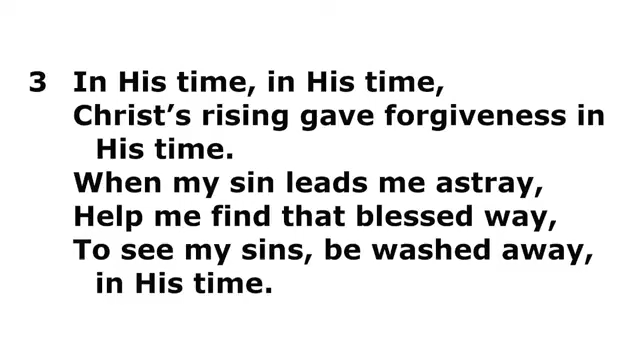 3 In His time, in His time,
Christ’s rising gave forgiveness in
His time.
When my sin leads me astray,
Help me find that blessed way,
To see my sins, be washed away,
in His time.